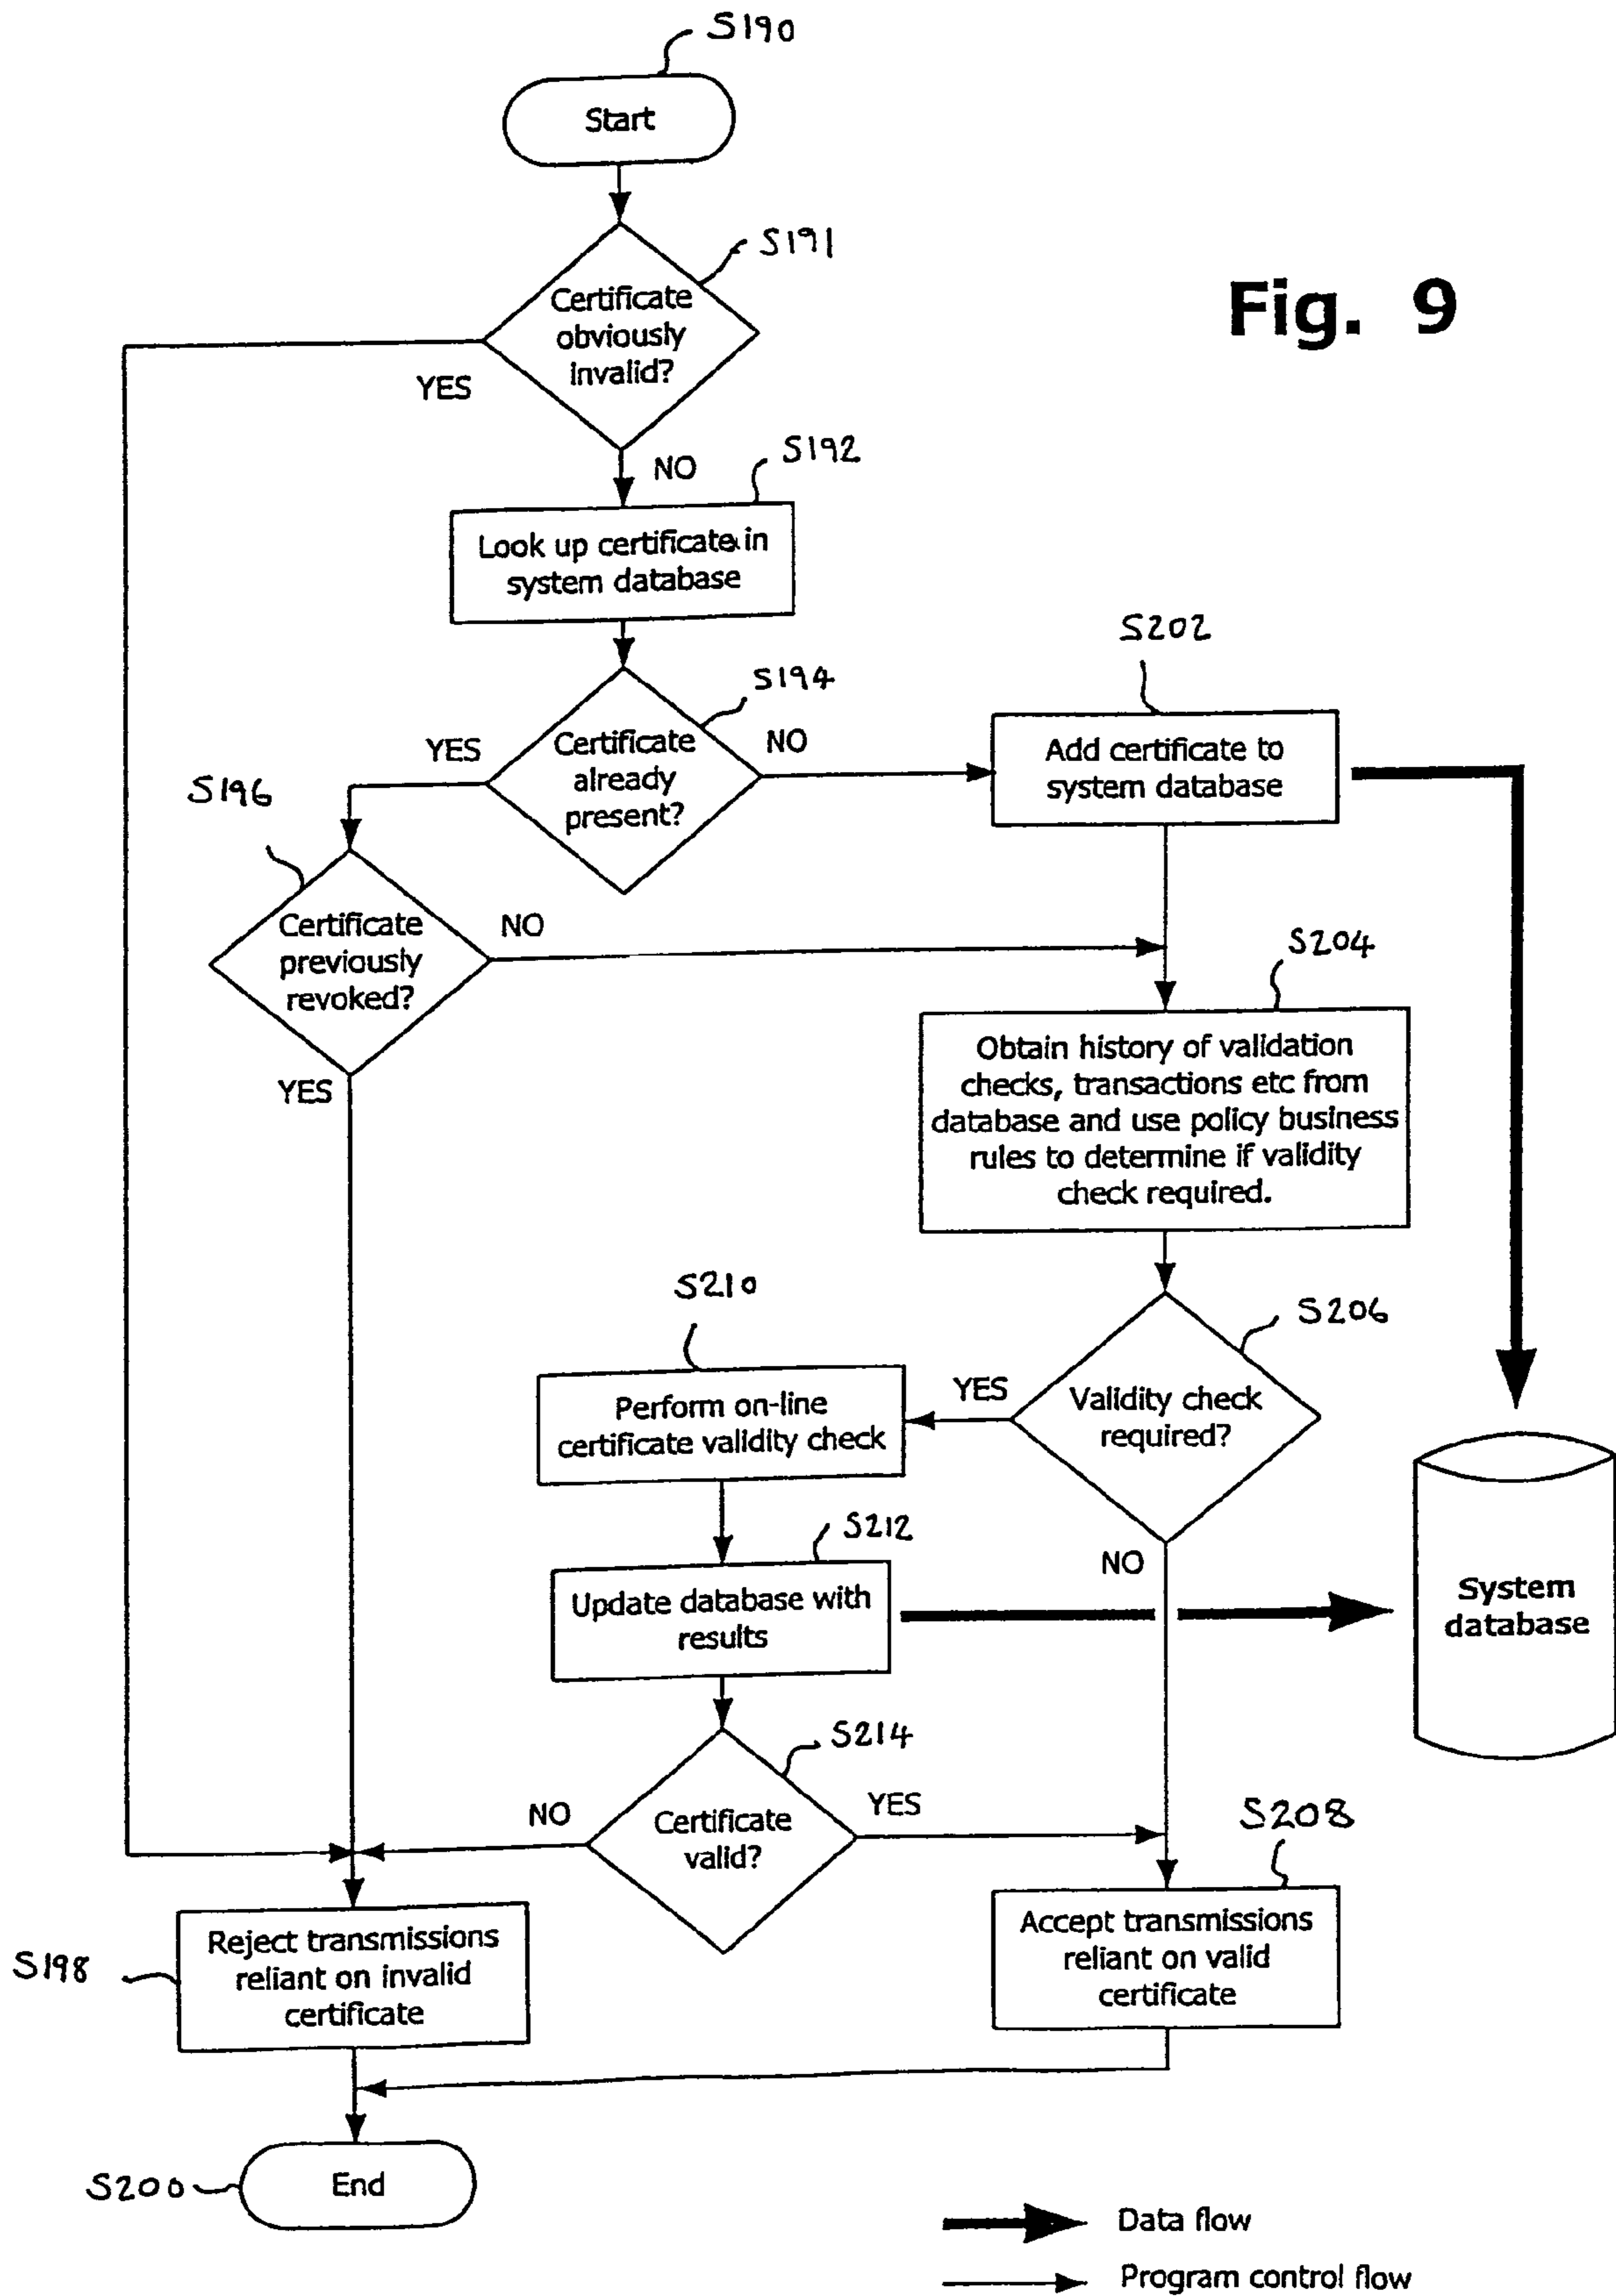 S190
Start
S191
Fig. 9
Certificate
obviously
invalid?
YES
NO
S192
Look up certificate in
system database
S194
S202
YES
Certificate
already
present?
NO
Add certificate to
system database
S196
Certificate
previously
revoked?
NO
YES
S204
Obtain history of validation
checks, transactions etc from
database and use policy business
rules to determine if validity
check required.
S210
S206
Perform on-line
certificate validity check
YES
Validity check
required?
NO
S212
Update database with
results
System
database
S214
NO
Certificate
valid?
YES
S208
S198
Reject transmissions
reliant on invalid
certificate
Accept transmissions
reliant on valid
certificate
S200
End
Data flow
Program control flow